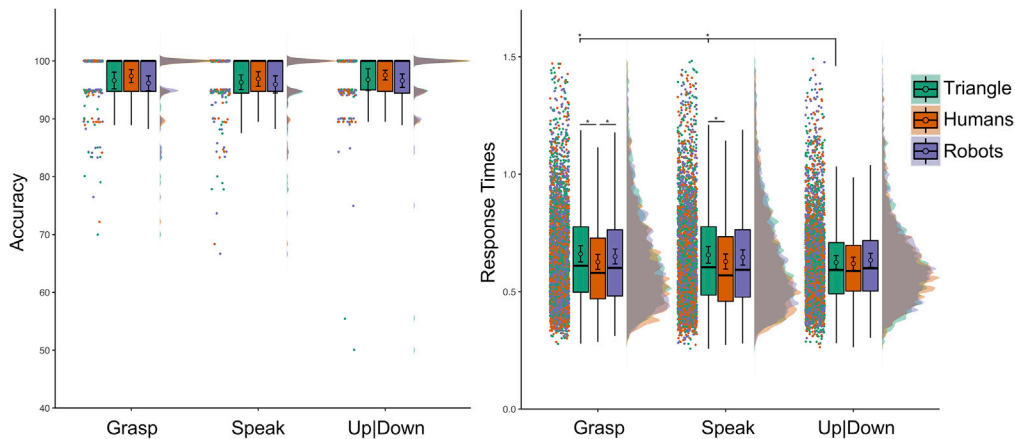 Accuracy
100
90
80
70
60
50
40
Grasp Speak Up|Down
Response Times
1.5
1.0
0.5
0.0
* *
* *
*
Grasp Speak Up|Down
Triangle
Humans
Robots